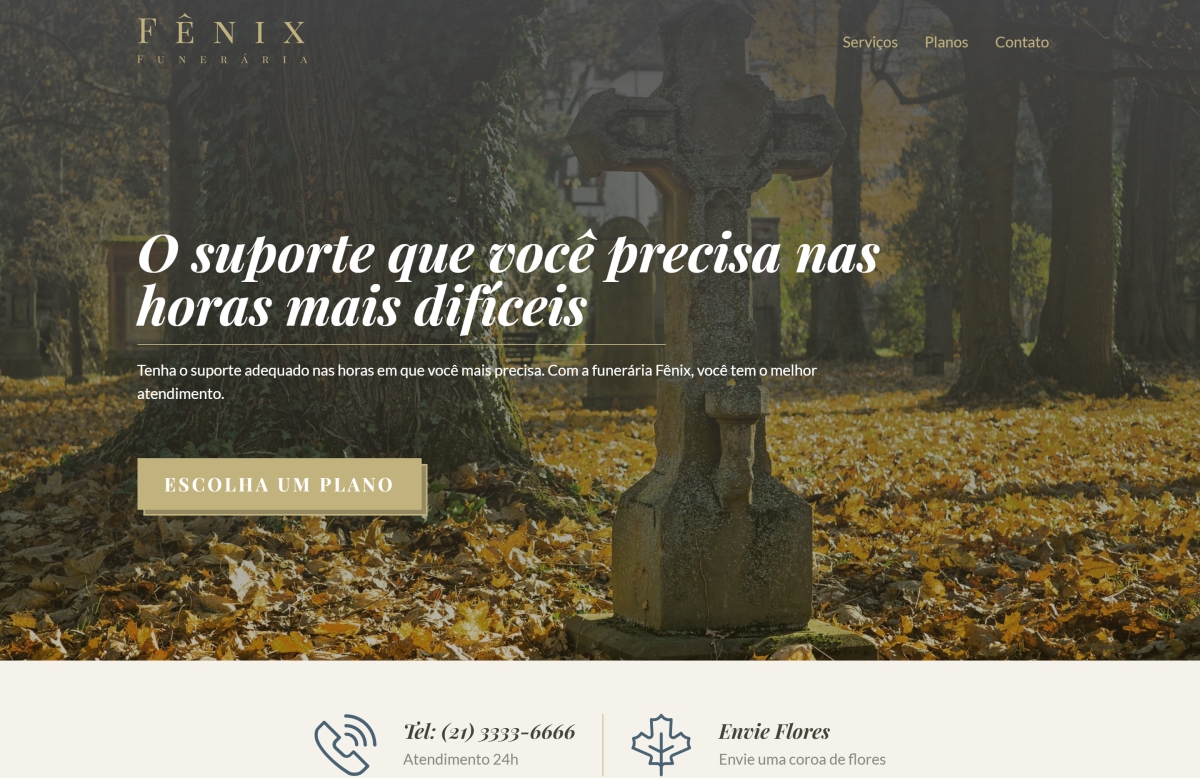 FÊNIX
FUNERÁRIA
Serviços Planos Contato
O suporte que você precisa nas
horas mais difíceis
Tenha o suporte adequado nas horas em que você mais precisa. Com a funerária Fênix, você tem o melhor
atendimento.
ESCOLHA UM PLANO
Tel: (21) 3333-6666
Atendimento 24h
Envie Flores
Envie uma coroa de flores